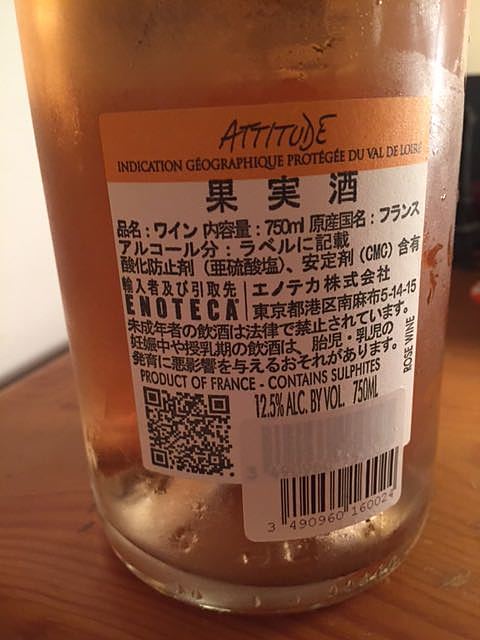 ATTITUDE
INDICATION GÉOGRAPHIQUE PROTÉGÉE DU VAL DE LOIRE
果実酒
品名：ワイン 内容量：750ml 原産国名：フランス
アルコール分：ラベルに記載
酸化防止剤（亜硫酸塩）、安定剤（CMC）含有
輸入者及び引取先 エノテカ株式会社
ENOTECA 東京都港区南麻布5-14-15
未成年者の飲酒は法律で禁止されています。
妊娠中や授乳期の飲酒は、胎児・乳児の
発育に悪影響を与えるおそれがあります。
ROSE WINE
PRODUCT OF FRANCE - CONTAINS SULPHITES
12.5% ALC. BY VOL. 750ML
3 490960 160024